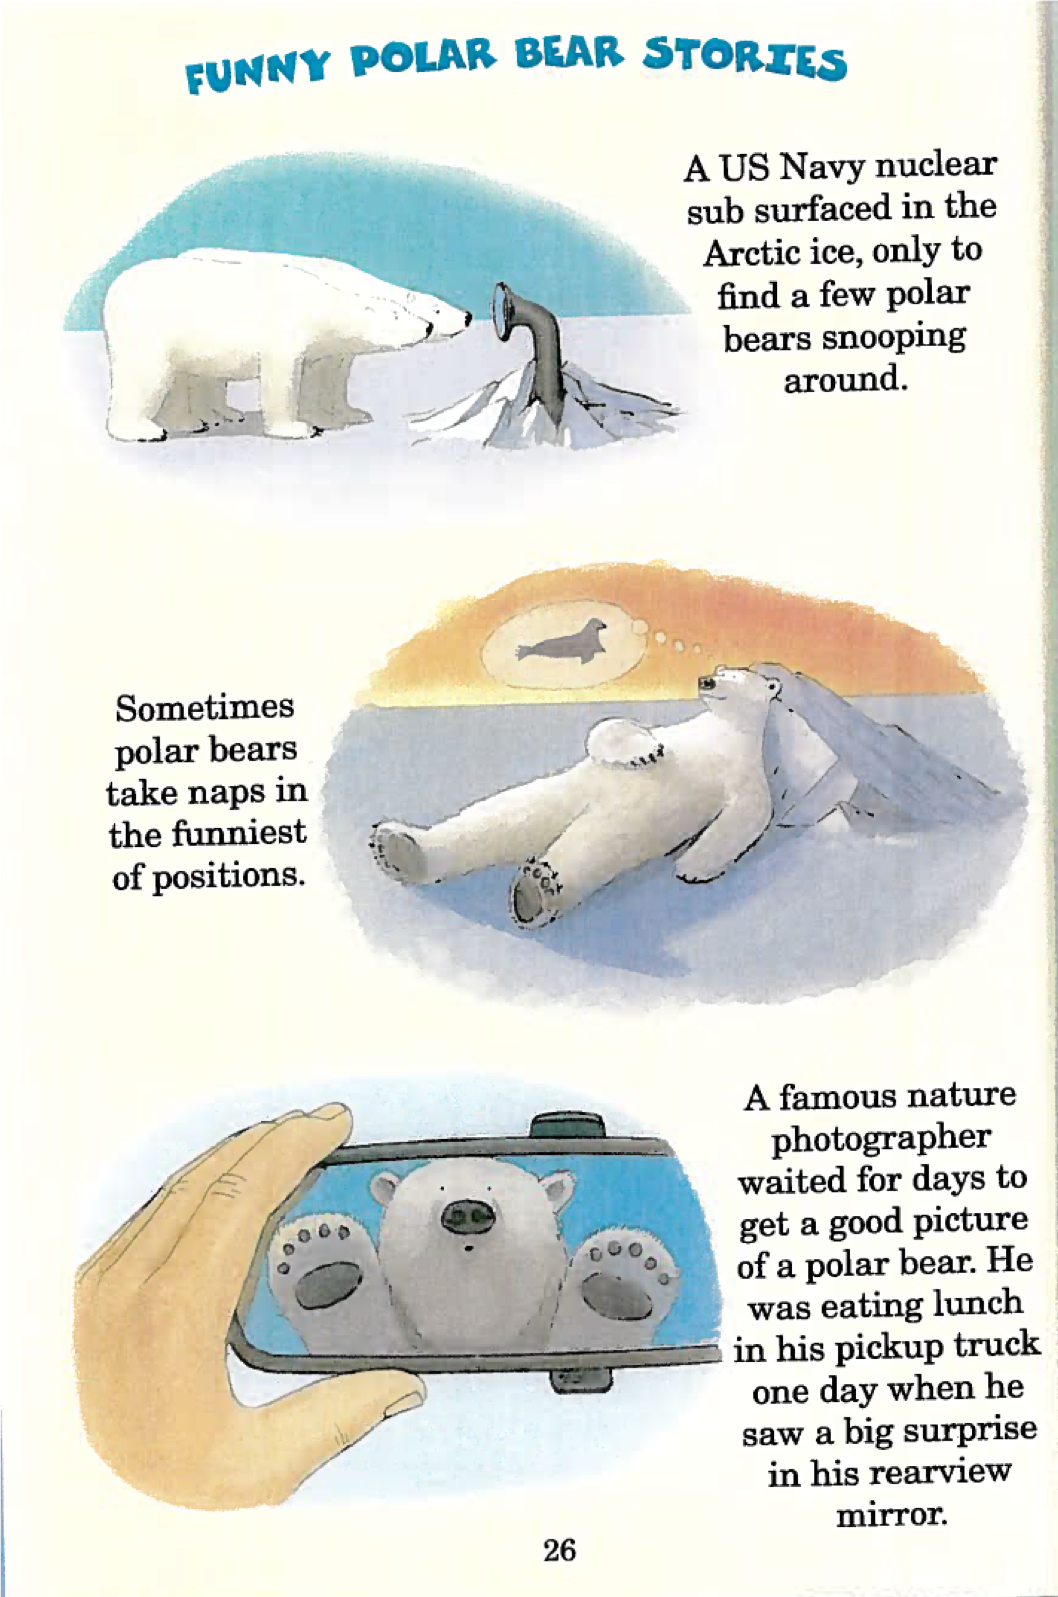 FUNNY POLAR BEAR STORIES
A US Navy nuclear
sub surfaced in the
Arctic ice, only to
find a few polar
bears snooping
around.
Sometimes
polar bears
take naps in
the funniest
of positions.
A famous nature
photographer
waited for days to
get a good picture
of a polar bear. He
was eating lunch
in his pickup truck
one day when he
saw a big surprise
in his rearview
mirror.
26